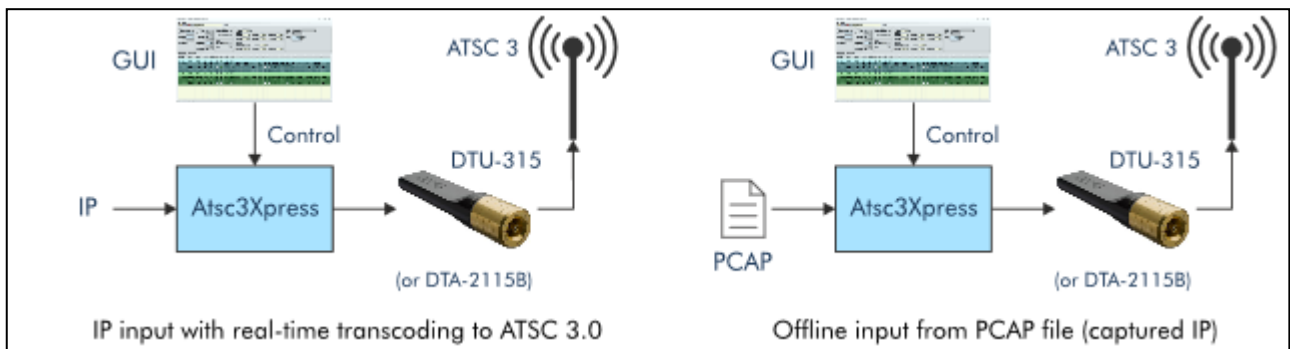 GUI
ATSC 3
Control
DTU-315
IP
Atsc3Xpress
(or DTA-2115B)
IP input with real-time transcoding to ATSC 3.0
GUI
ATSC 3
Control
DTU-315
Atsc3Xpress
PCAP
(or DTA-2115B)
Offline input from PCAP file (captured IP)